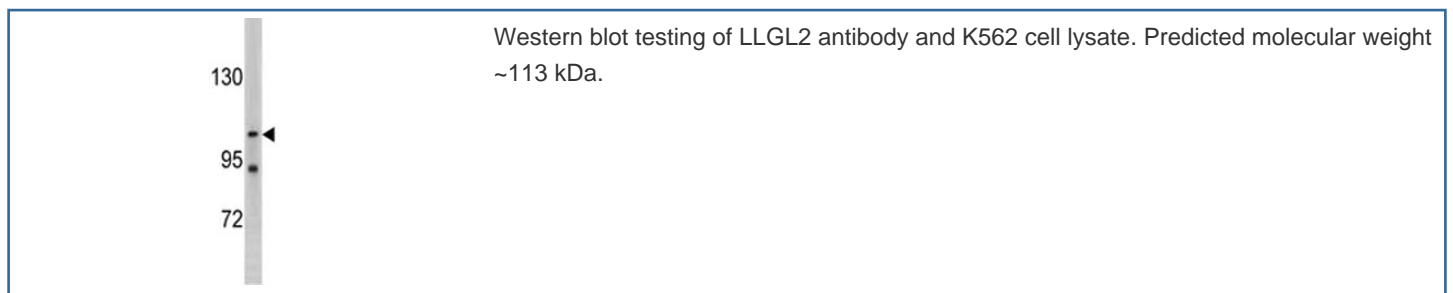 Western blot testing of LLGL2 antibody and K562 cell lysate. Predicted molecular weight
~113 kDa.
130
95
72